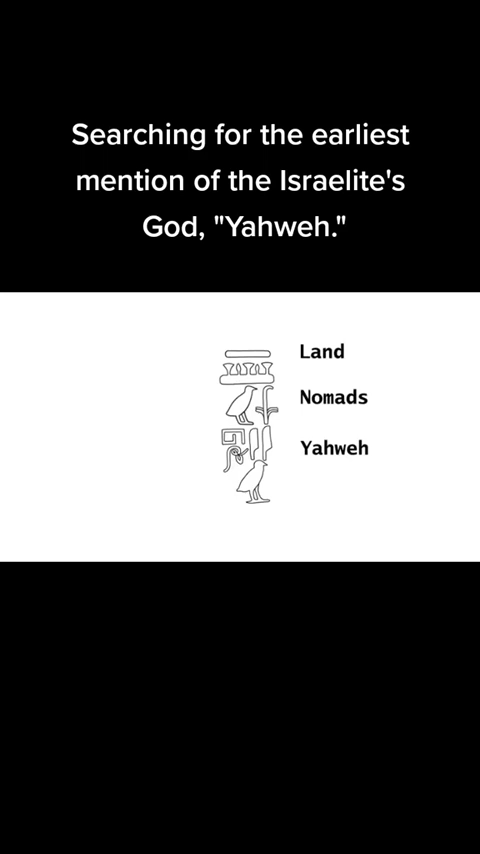 Searching for the earliest
mention of the Israelite's
God, "Yahweh."
Land
Nomads
Yahweh